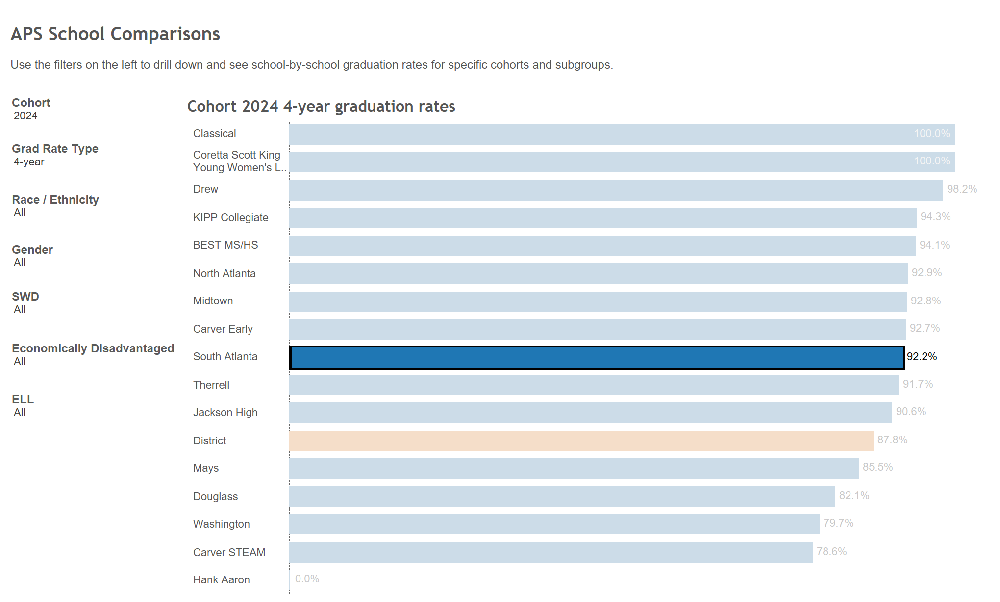 APS School Comparisons
Use the filters on the left to drill down and see school-by-school graduation rates for specific cohorts and subgroups.
Cohort
2024
Grad Rate Type
4-year
Race / Ethnicity
All
Gender
All
SWD
All
Economically Disadvantaged
All
ELL
All
Cohort 2024 4-year graduation rates
Classical 100.0%
Coretta Scott King
Young Women's L.. 100.0%
Drew 98.2%
KIPP Collegiate 94.3%
BEST MS/HS 94.1%
North Atlanta 92.9%
Midtown 92.8%
Carver Early 92.7%
South Atlanta 92.2%
Therrell 91.7%
Jackson High 90.6%
District 87.8%
Mays 85.5%
Douglass 82.1%
Washington 79.7%
Carver STEAM 78.6%
Hank Aaron 0.0%